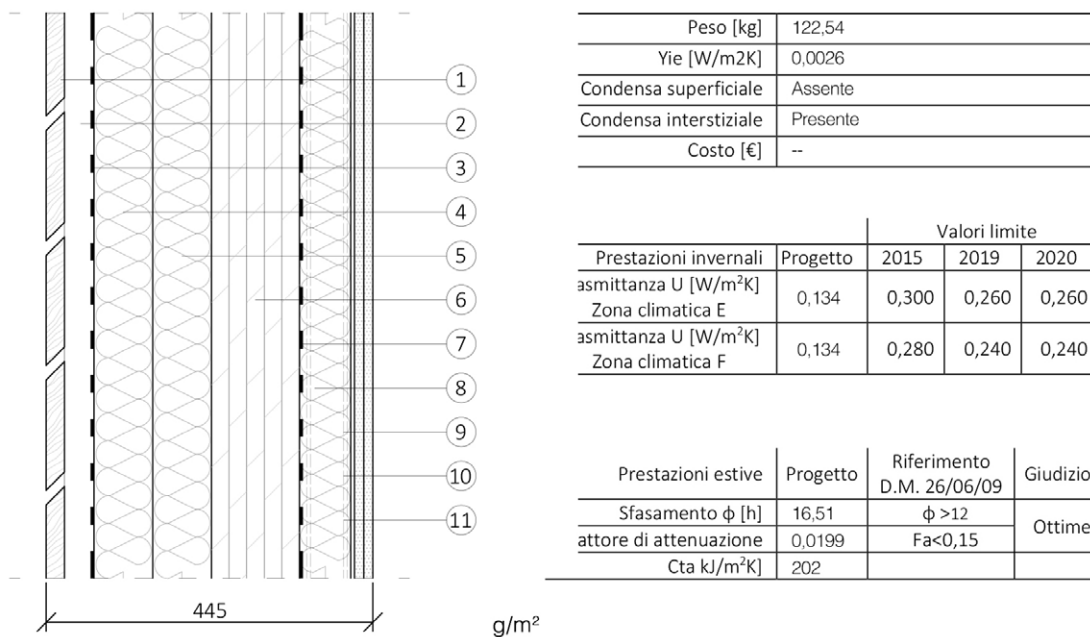 1
2
3
4
5
6
7
8
9
10
11
445
g/m²
Peso [kg] 122,54
Yie [W/m2K] 0,0026
Condensa superficiale Assente
Condensa interstiziale Presente
Costo [€] --
Valori limite
Prestazioni invernali Progetto 2015 2019 2020
asmittanza U [W/m²K]
Zona climatica E 0,134 0,300 0,260 0,260
asmittanza U [W/m²K]
Zona climatica F 0,134 0,280 0,240 0,240
Prestazioni estive Progetto Riferimento
D.M. 26/06/09 Giudizio
Sfasamento ф [h] 16,51 ф >12 Ottime
attore di attenuazione 0,0199 Fa<0,15
Cta kJ/m²K] 202